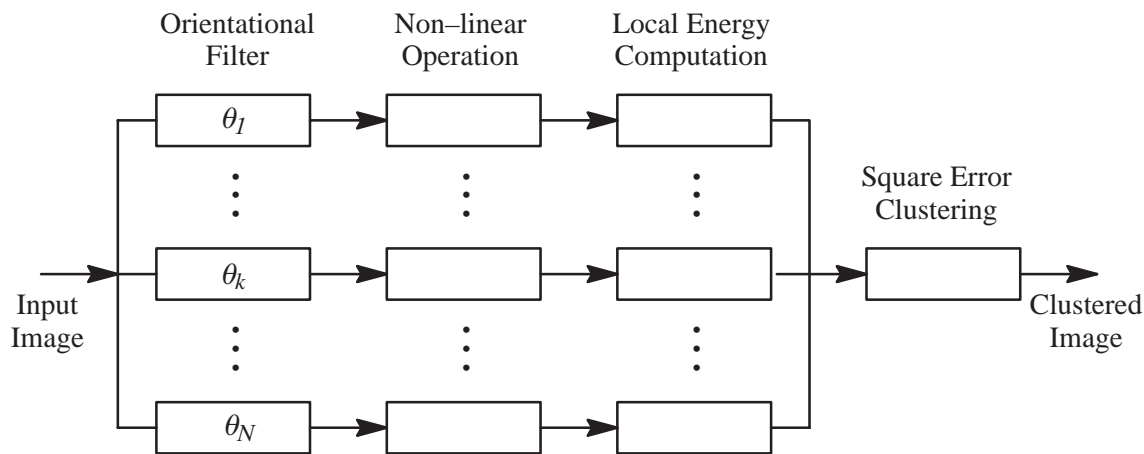 Orientational
Filter
Non–linear
Operation
Local Energy
Computation
θ1
Square Error
Clustering
θk
Input
Image
Clustered
Image
θN